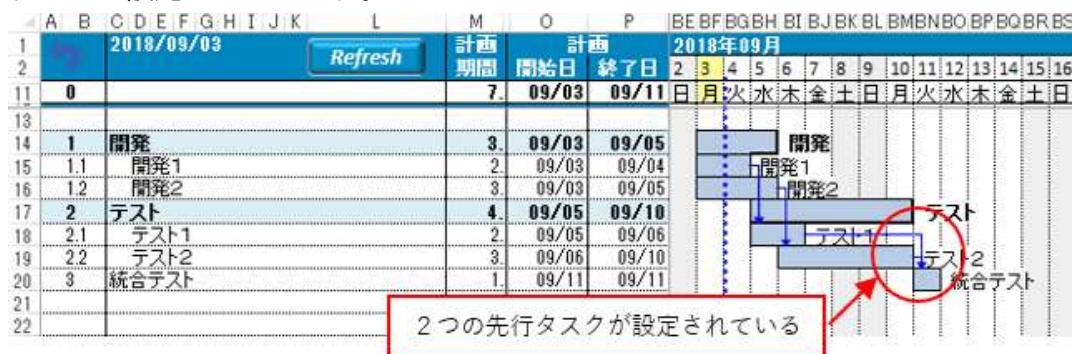 A B C D E F G H I J K L M O P BE BF BG BH BI BJ BK BL BM BN BO BP BQ BR BS
1 2018/09/03 計画 計画 2018年09月
Refresh
2 期間 開始日 終了日 2 3 4 5 6 7 8 9 10 11 12 13 14 15 16
11 0 7. 09/03 09/11 日 月 火 水 木 金 土 日 月 火 水 木 金 土 日
13
14 1 開発 3. 09/03 09/05 開発
15 1.1 開発1 2. 09/03 09/04 開発1
16 1.2 開発2 3. 09/03 09/05 開発2
17 2 テスト 4. 09/05 09/10 テスト
18 2.1 テスト1 2. 09/05 09/06 テスト1
19 2.2 テスト2 3. 09/06 09/10 テスト2
20 3 統合テスト 1. 09/11 09/11 統合テスト
21
22
2つの先行タスクが設定されている